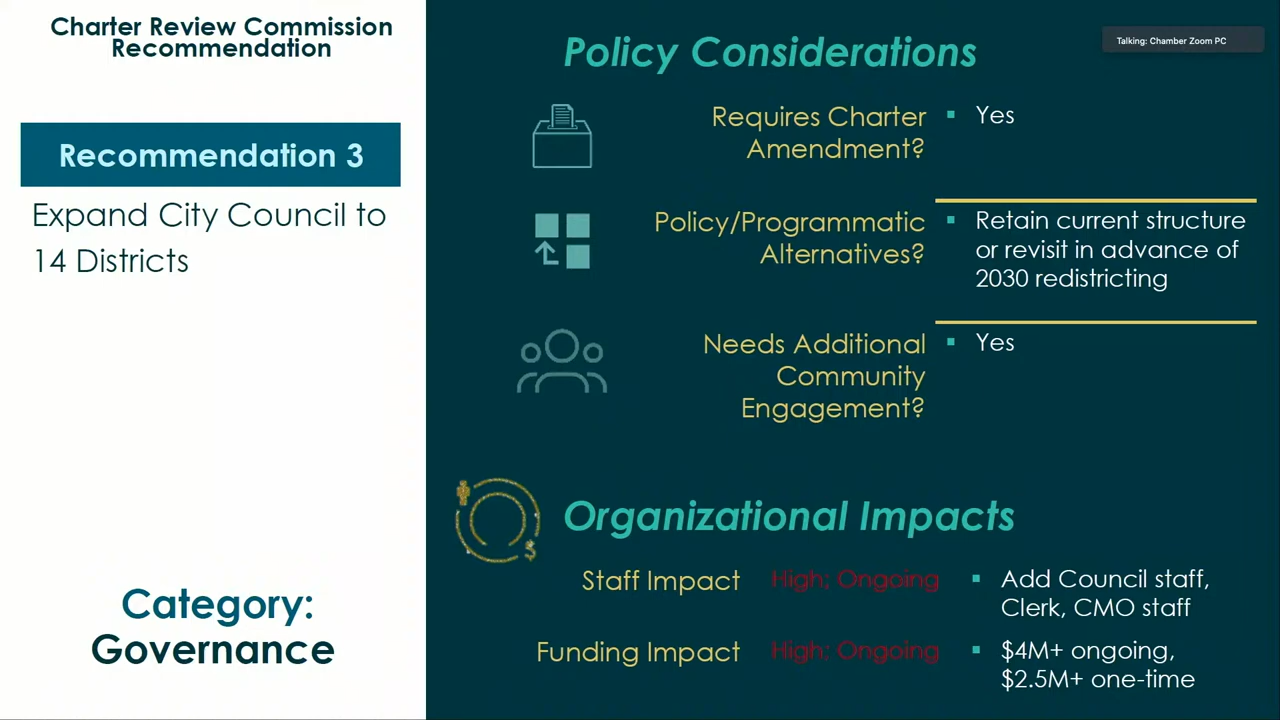 Charter Review Commission
Recommendation
Recommendation 3
Expand City Council to
14 Districts
Category:
Governance
Policy Considerations
Talking: Chamber Zoom PC
Requires Charter
Amendment?
▪ Yes
Policy/Programmatic
Alternatives?
▪ Retain current structure
or revisit in advance of
2030 redistricting
Needs Additional
Community
Engagement?
▪ Yes
Organizational Impacts
Staff Impact
High; Ongoing
▪ Add Council staff,
Clerk, CMO staff
Funding Impact
High; Ongoing
▪ $4M+ ongoing,
$2.5M+ one-time